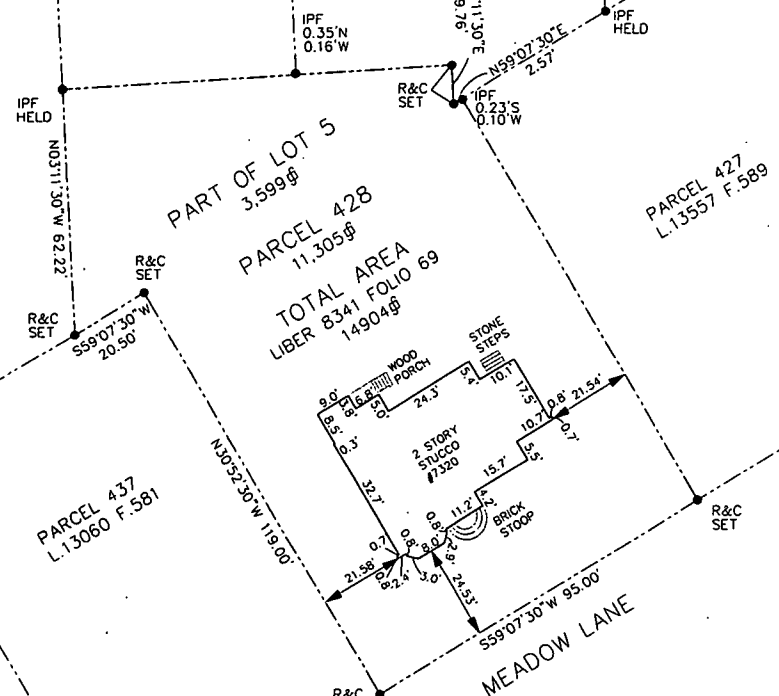 IPF
0.35'N
0.16'W
9.76'
11'30"E
IPF
HELD
N59°07'30"E
2.57'
R&C
SET
IPF
0.23'S
0.10'W
IPF
HELD
N03°11'30"W 62.22'
PART OF LOT 5
3,599
PARCEL 428
11,305
TOTAL AREA
LIBER 8341 FOLIO 69
14904
PARCEL 427
L.13557 F.589
R&C
SET
R&C
SET
S59°07'30"W
20.50'
STONE
STEPS
WOOD
PORCH
9.0'
6.8'
5.0'
24.3'
5.4'
10.1'
17.5'
0.8'
21.54'
8.5'
0.3'
10.7'
0.7'
2 STORY
STUCCO
#7320
5.5'
15.7'
32.7'
4.2'
11.2'
BRICK
STOOP
0.8'
0.8'
8.0'
2.9'
0.7'
21.58'
0.8'
2.4'
3.0'
24.53'
N30°52'30"W 119.00'
PARCEL 437
L.13060 F.581
R&C
SET
S59°07'30"W 95.00'
MEADOW LANE
R&C